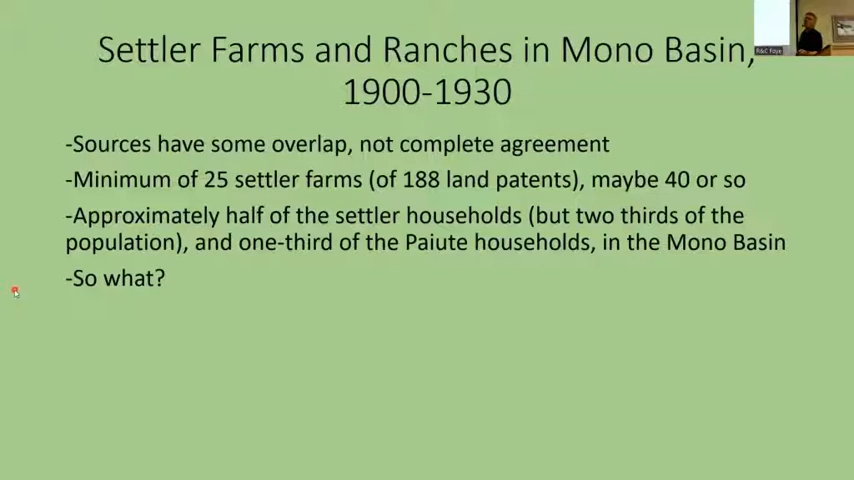 Settler Farms and Ranches in Mono Basin,
1900-1930
-Sources have some overlap, not complete agreement
-Minimum of 25 settler farms (of 188 land patents), maybe 40 or so
-Approximately half of the settler households (but two thirds of the
population), and one-third of the Paiute households, in the Mono Basin
-So what?
R&C Faye